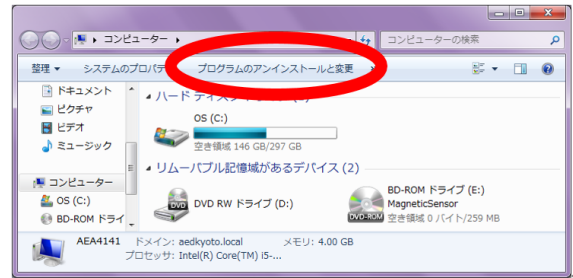 コンピューター
コンピューターの検索
整理 システムのプロパテ プログラムのアンインストールと変更
ドキュメント
ピクチャ
ビデオ
ミュージック
コンピューター
OS (C:)
BD-ROM ドライ
ハード
OS (C:)
空き領域 146 GB/297 GB
リムーバブル記憶域があるデバイス (2)
DVD RW ドライブ (D:)
BD-ROM ドライブ (E:)
MagneticSensor
DVD-ROM 空き領域 0 バイト/259 MB
DVD
AEA4141 ドメイン: aedkyoto.local メモリ: 4.00 GB
プロセッサ: Intel(R) Core(TM) i5-...